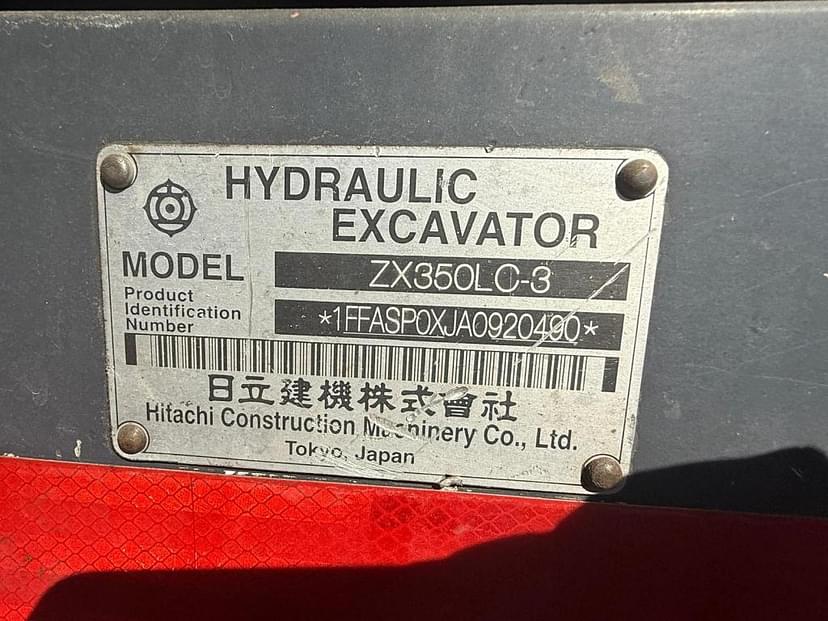 HYDRAULIC
EXCAVATOR
MODEL ZX350LC-3
Product
Identification
Number *1FFASP0XJA0920490*
日立建機株式會社
Hitachi Construction Machinery Co., Ltd.
Tokyo, Japan